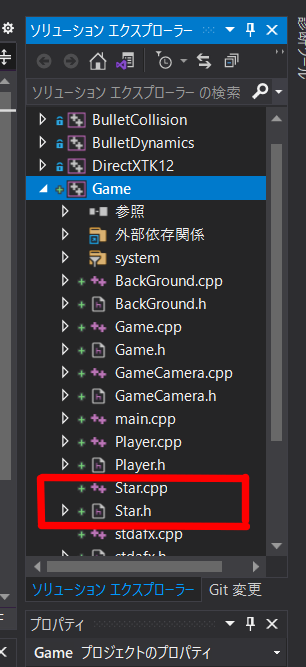 ソリューション エクスプローラー
ソリューション エクスプローラー の検索
BulletCollision
BulletDynamics
DirectXTK12
Game
参照
外部依存関係
system
BackGround.cpp
BackGround.h
Game.cpp
Game.h
GameCamera.cpp
GameCamera.h
main.cpp
Player.cpp
Player.h
Star.cpp
Star.h
stdafx.cpp
stdafx.h
ソリューション エクスプローラー Git 変更
プロパティ
Game プロジェクトのプロパティ
診断ツール